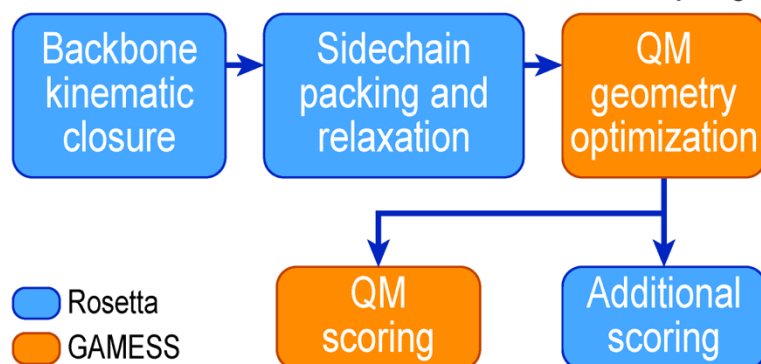 Backbone
kinematic
closure
Sidechain
packing and
relaxation
QM
geometry
optimization
QM
scoring
Additional
scoring
Rosetta
GAMESS